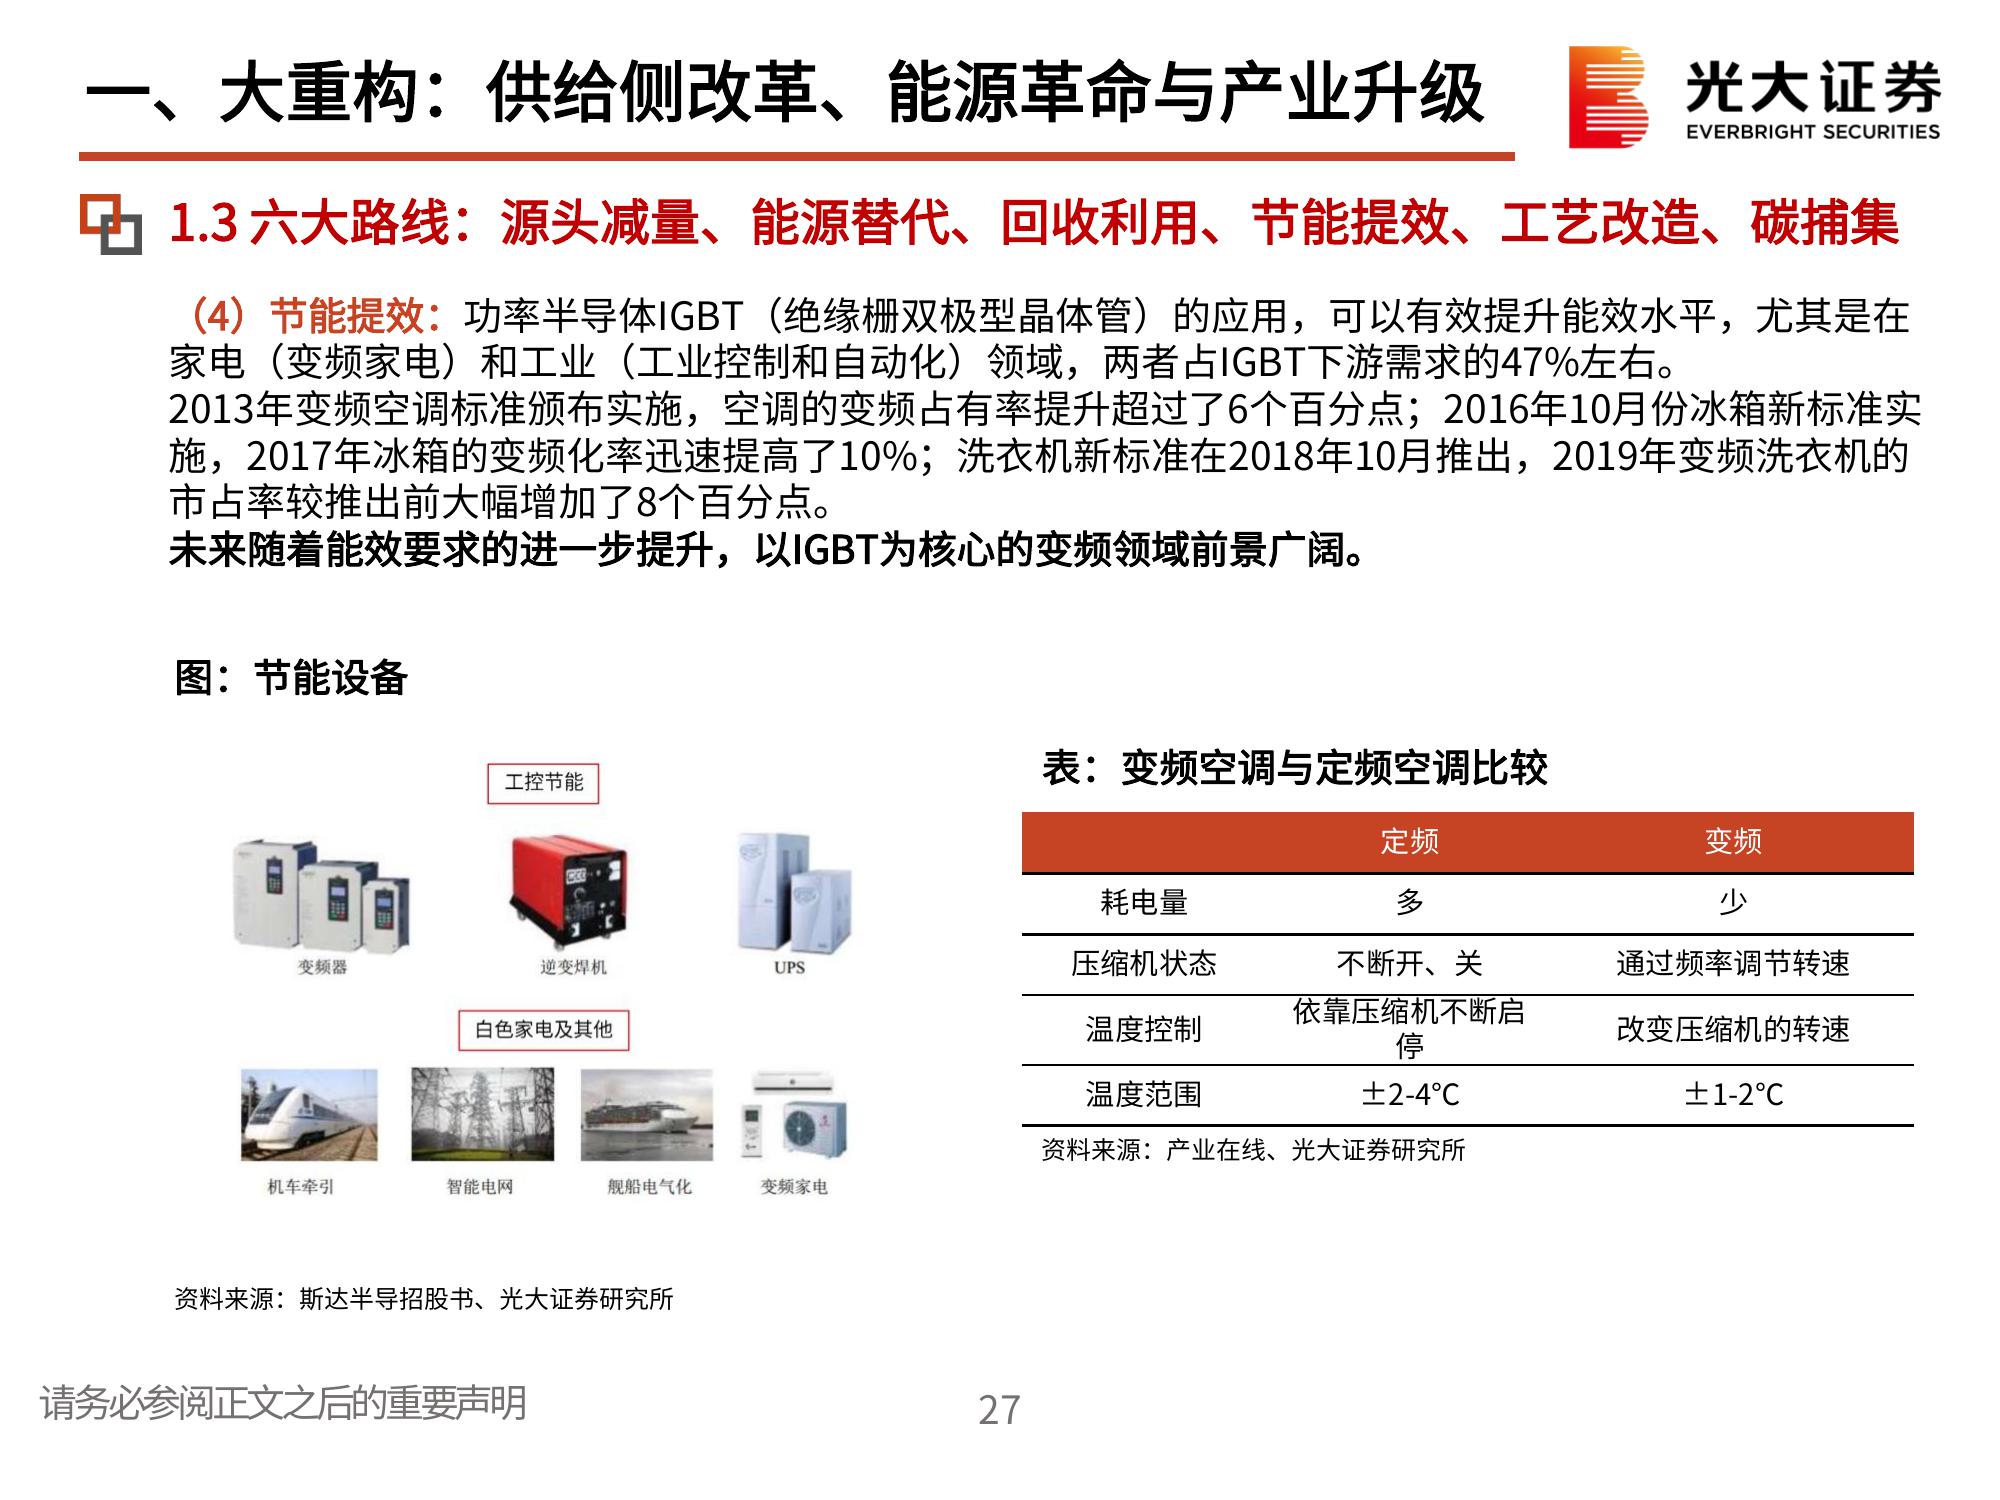 一、大重构：供给侧改革、能源革命与产业升级
光大证券
EVERBRIGHT SECURITIES
1.3 六大路线：源头减量、能源替代、回收利用、节能提效、工艺改造、碳捕集
（4）节能提效：功率半导体IGBT（绝缘栅双极型晶体管）的应用，可以有效提升能效水平，尤其是在
家电（变频家电）和工业（工业控制和自动化）领域，两者占IGBT下游需求的47%左右。
2013年变频空调标准颁布实施，空调的变频占有率提升超过了6个百分点；2016年10月份冰箱新标准实
施，2017年冰箱的变频化率迅速提高了10%；洗衣机新标准在2018年10月推出，2019年变频洗衣机的
市占率较推出前大幅增加了8个百分点。
未来随着能效要求的进一步提升，以IGBT为核心的变频领域前景广阔。
图：节能设备
工控节能
变频器
逆变焊机
UPS
白色家电及其他
机车牵引
智能电网
舰船电气化
变频家电
资料来源：斯达半导招股书、光大证券研究所
表：变频空调与定频空调比较
定频 变频
耗电量 多 少
压缩机状态 不断开、关 通过频率调节转速
温度控制 依靠压缩机不断启停 改变压缩机的转速
温度范围 ±2-4℃ ±1-2℃
资料来源：产业在线、光大证券研究所
请务必参阅正文之后的重要声明
27